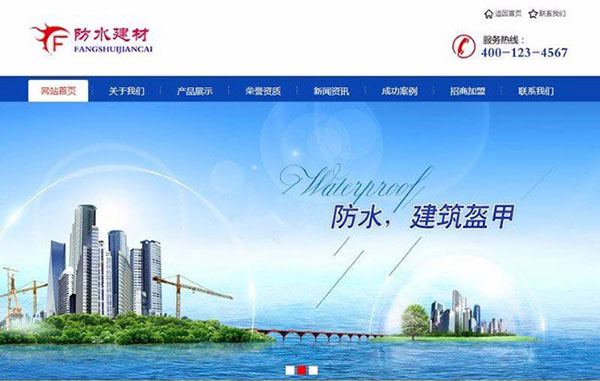 返回首页 联系我们
防水建材
FANGSHUIJIANCAI
服务热线：
400-123-4567
网站首页 关于我们 产品展示 荣誉资质 新闻资讯 成功案例 招商加盟 联系我们
Waterproof
防水，建筑盔甲